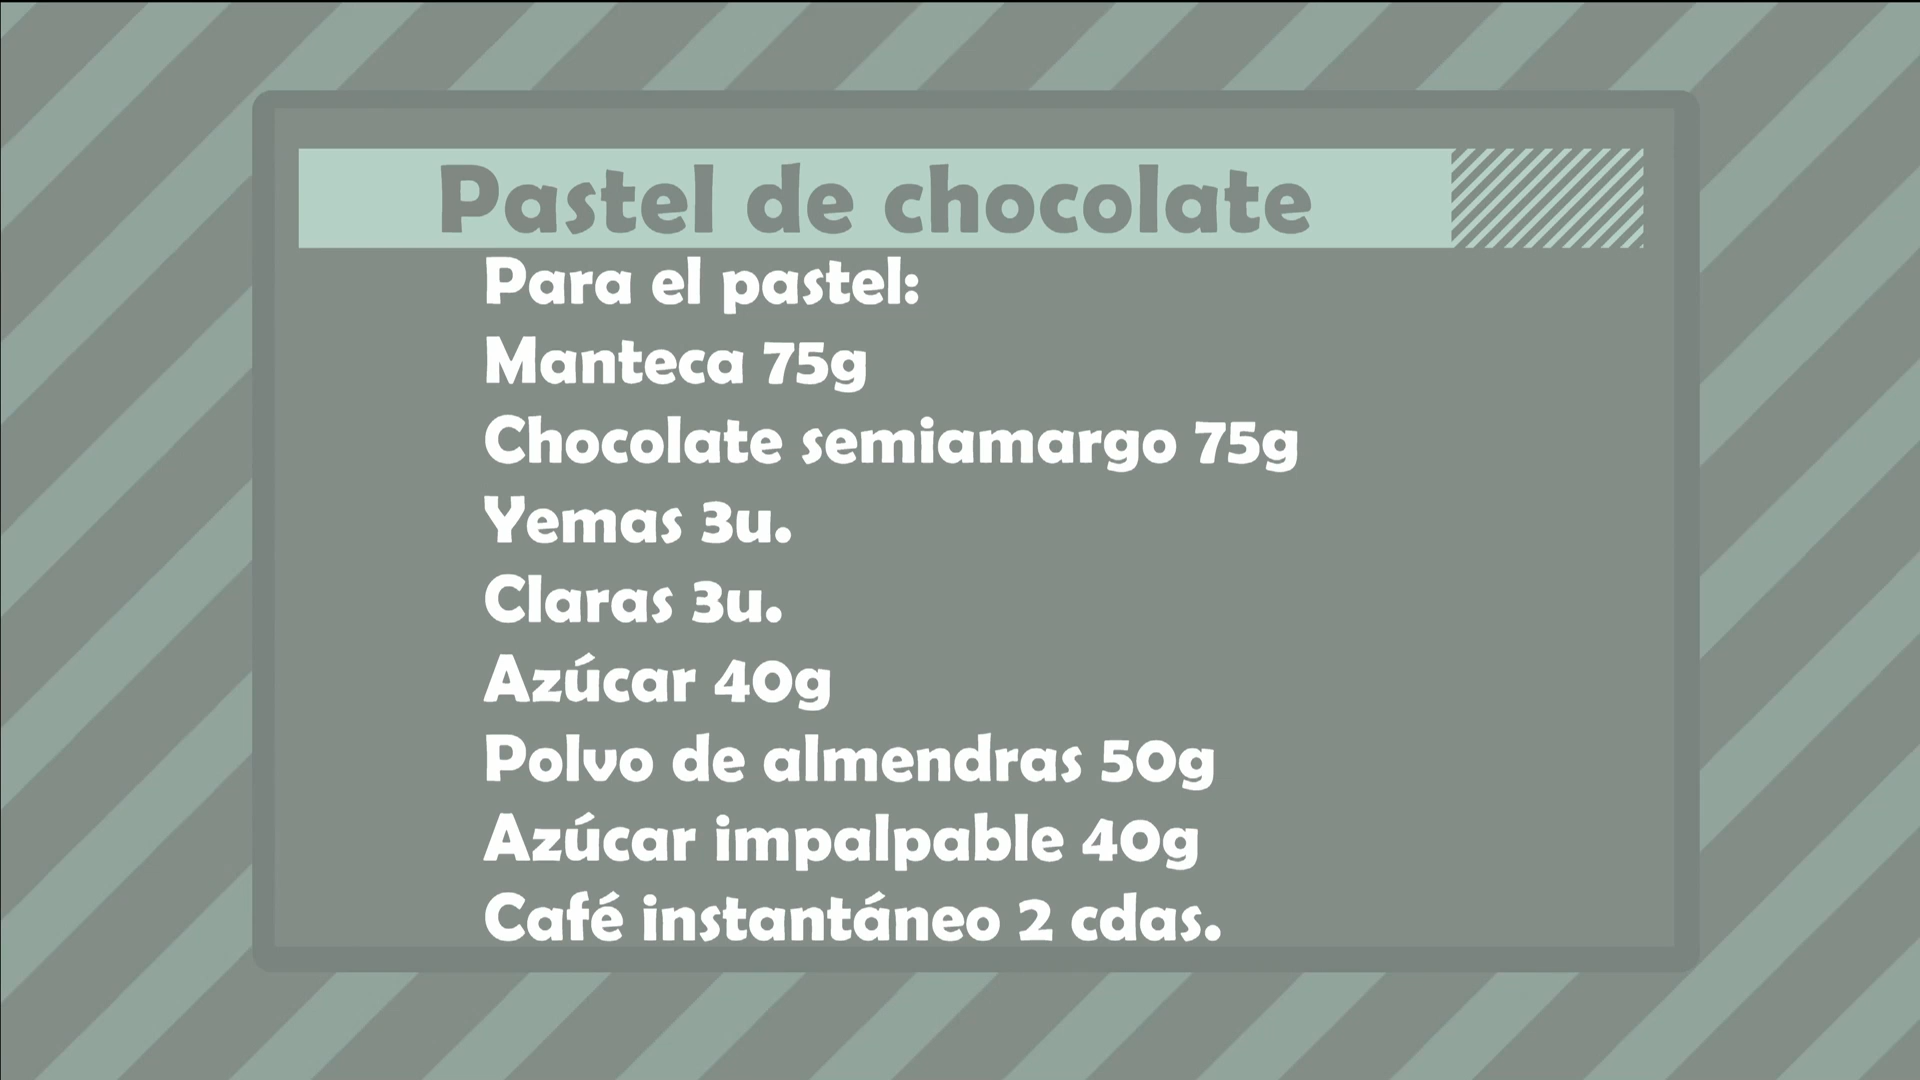 Pastel de chocolate
Para el pastel:
Manteca 75g
Chocolate semiamargo 75g
Yemas 3u.
Claras 3u.
Azúcar 40g
Polvo de almendras 50g
Azúcar impalpable 40g
Café instantáneo 2 cdas.